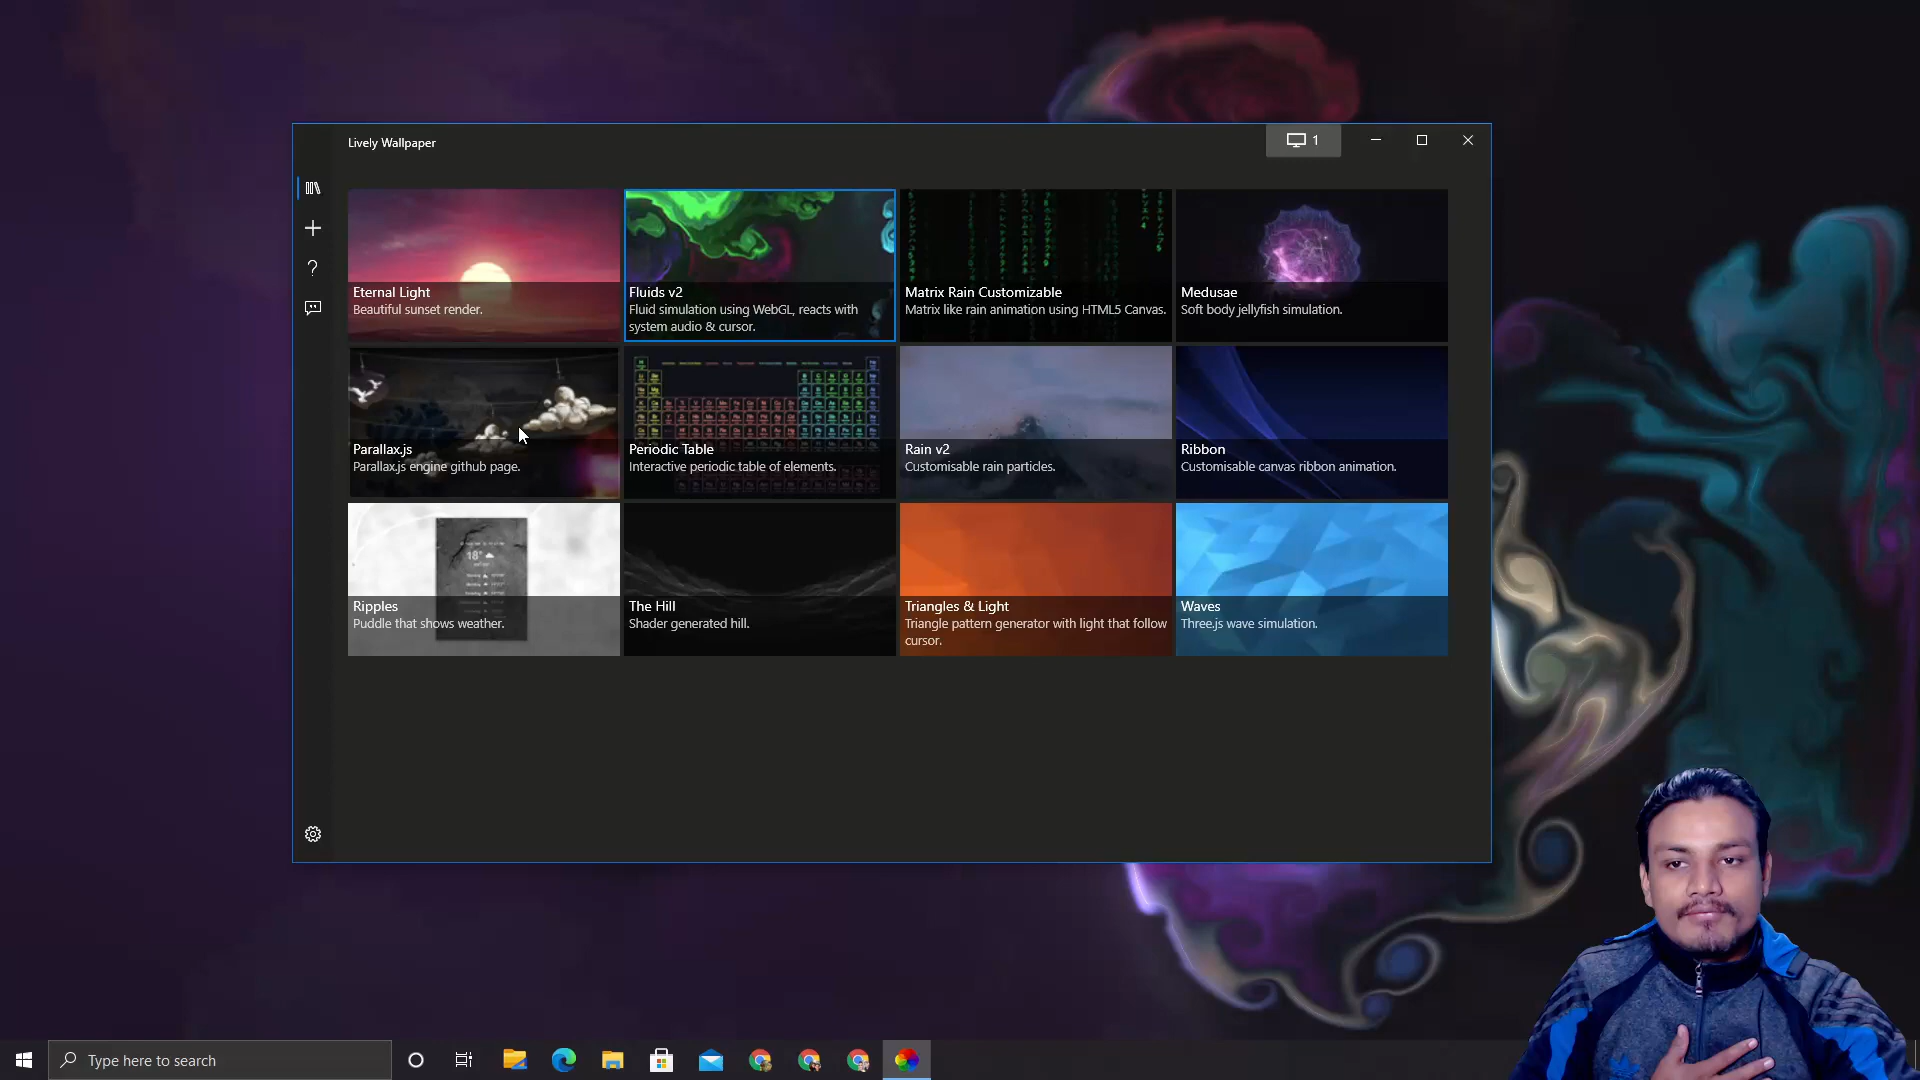 Lively Wallpaper
1
Eternal Light
Beautiful sunset render.
Fluids v2
Fluid simulation using WebGL, reacts with
system audio & cursor.
Matrix Rain Customizable
Matrix like rain animation using HTML5 Canvas.
Medusae
Soft body jellyfish simulation.
Parallax.js
Parallax.js engine github page.
Periodic Table
Interactive periodic table of elements.
Rain v2
Customisable rain particles.
Ribbon
Customisable canvas ribbon animation.
18°
Ripples
Puddle that shows weather.
The Hill
Shader generated hill.
Triangles & Light
Triangle pattern generator with light that follow
cursor.
Waves
Three.js wave simulation.
Type here to search